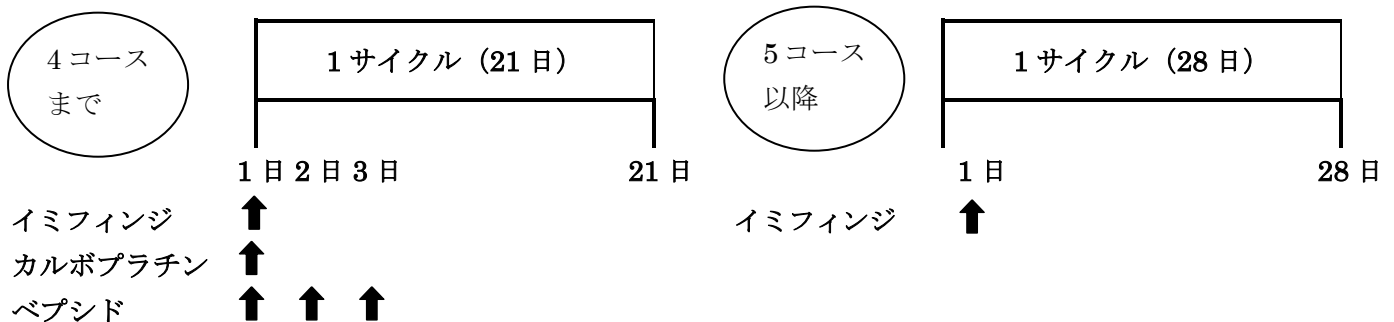 4コース
まで
1サイクル（21日）
1日 2日 3日
21日
イミフィンジ
カルボプラチン
ベプシド
5コース
以降
1サイクル（28日）
1日
28日
イミフィンジ